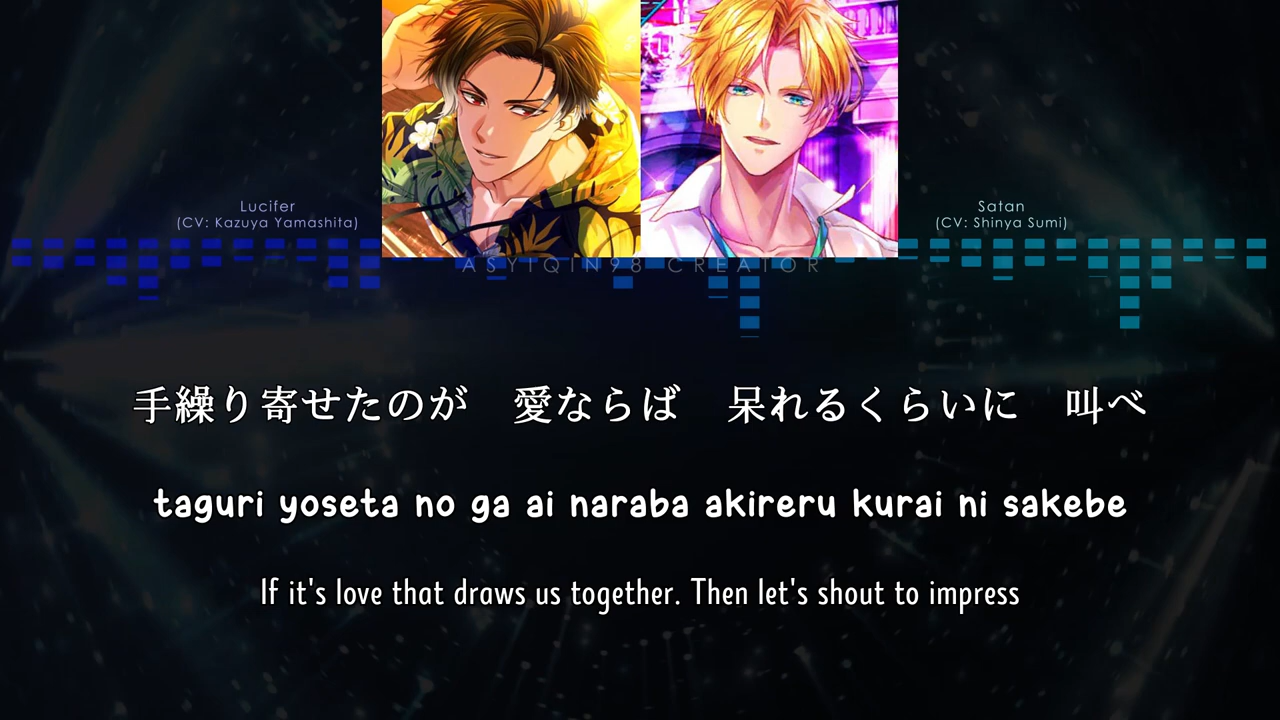 Lucifer
(CV: Kazuya Yamashita)
Satan
(CV: Shinya Sumi)
ASYIQIN98 CREATOR
手繰り寄せたのが　愛ならば　呆れるくらいに　叫べ
taguri yoseta no ga ai naraba akireru kurai ni sakebe
If it's love that draws us together. Then let's shout to impress